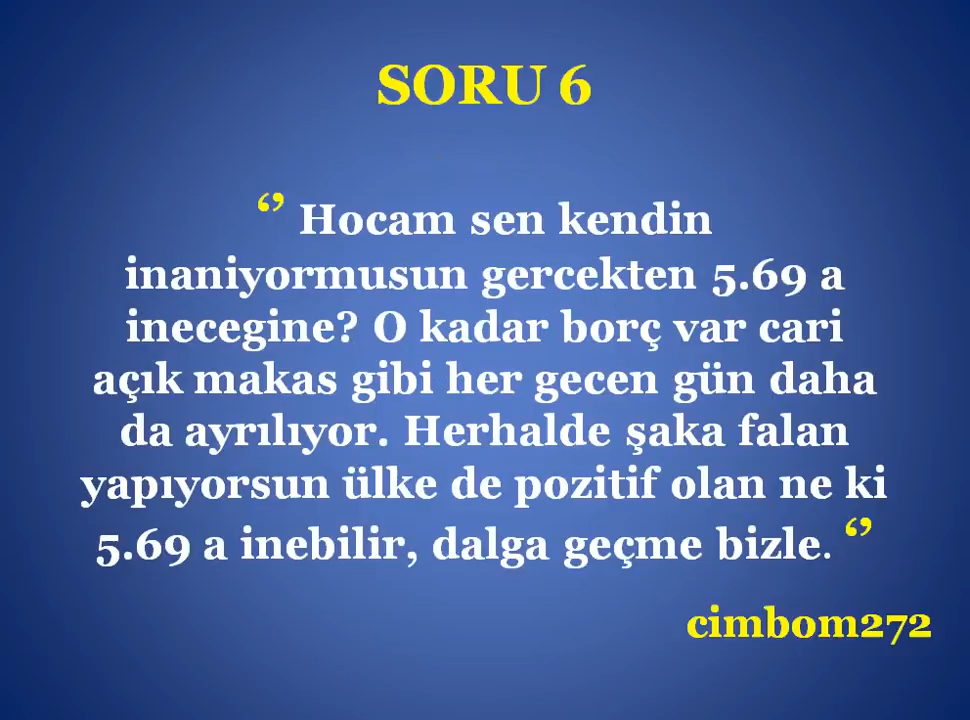 SORU 6
‘’ Hocam sen kendin
inaniyormusun gercekten 5.69 a
inecegine? O kadar borç var cari
açık makas gibi her gecen gün daha
da ayrılıyor. Herhalde şaka falan
yapıyorsun ülke de pozitif olan ne ki
5.69 a inebilir, dalga geçme bizle. ‘’
cimbom272